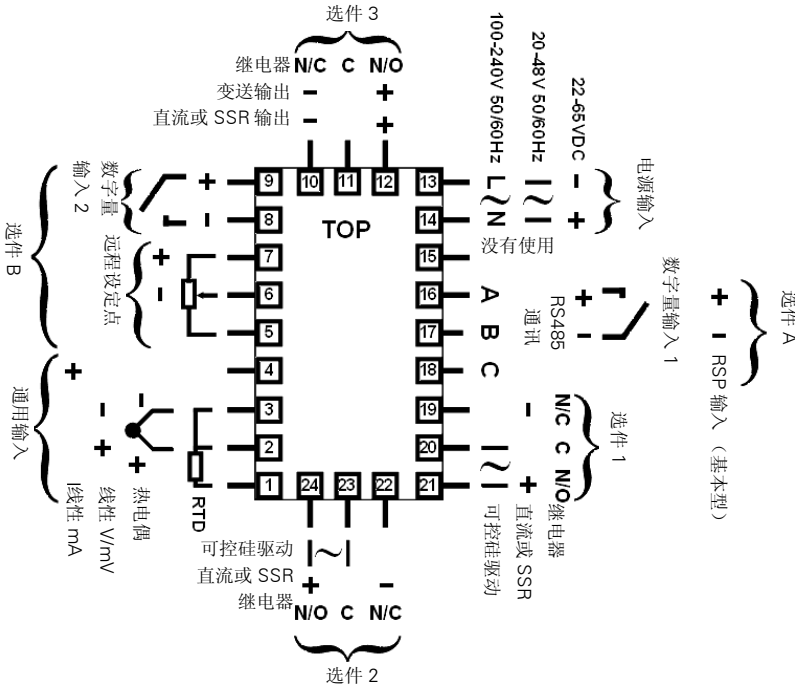 选件 3
继电器 N/C C N/O
变送输出 − +
直流或 SSR 输出 − +
100-240V 50/60Hz
20-48V 50/60Hz
22-65VDC
电源输入
L ~ N
~
− +
没有使用
9 10 11 12 13
8 14
TOP
7 15
6 16
5 17
4 18
3 19
2 20
1 24 23 22 21
选件 B
数字量
输入 2
+ −
远程设定点
+ −
通用输入
+
− +
− +
I线性 mA
线性 V/mV
热电偶
RTD
A
B
C
RS485
通讯
+ −
数字量输入 1
+ − RSP 输入（基本型）
选件 A
选件 1
N/C C N/O 继电器
− + 直流或 SSR
~ 可控硅驱动
可控硅驱动 ~
直流或 SSR + −
继电器 N/O C N/C
选件 2